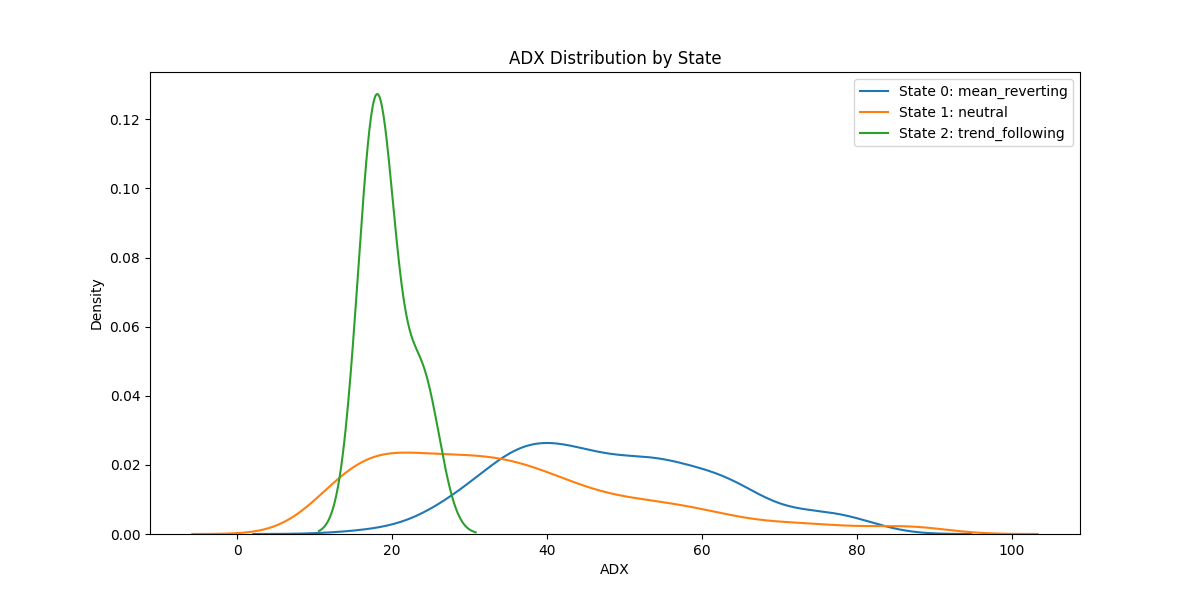 ADX Distribution by State
State 0: mean_reverting
State 1: neutral
State 2: trend_following
Density
0.12
0.10
0.08
0.06
0.04
0.02
0.00
0 20 40 60 80 100
ADX